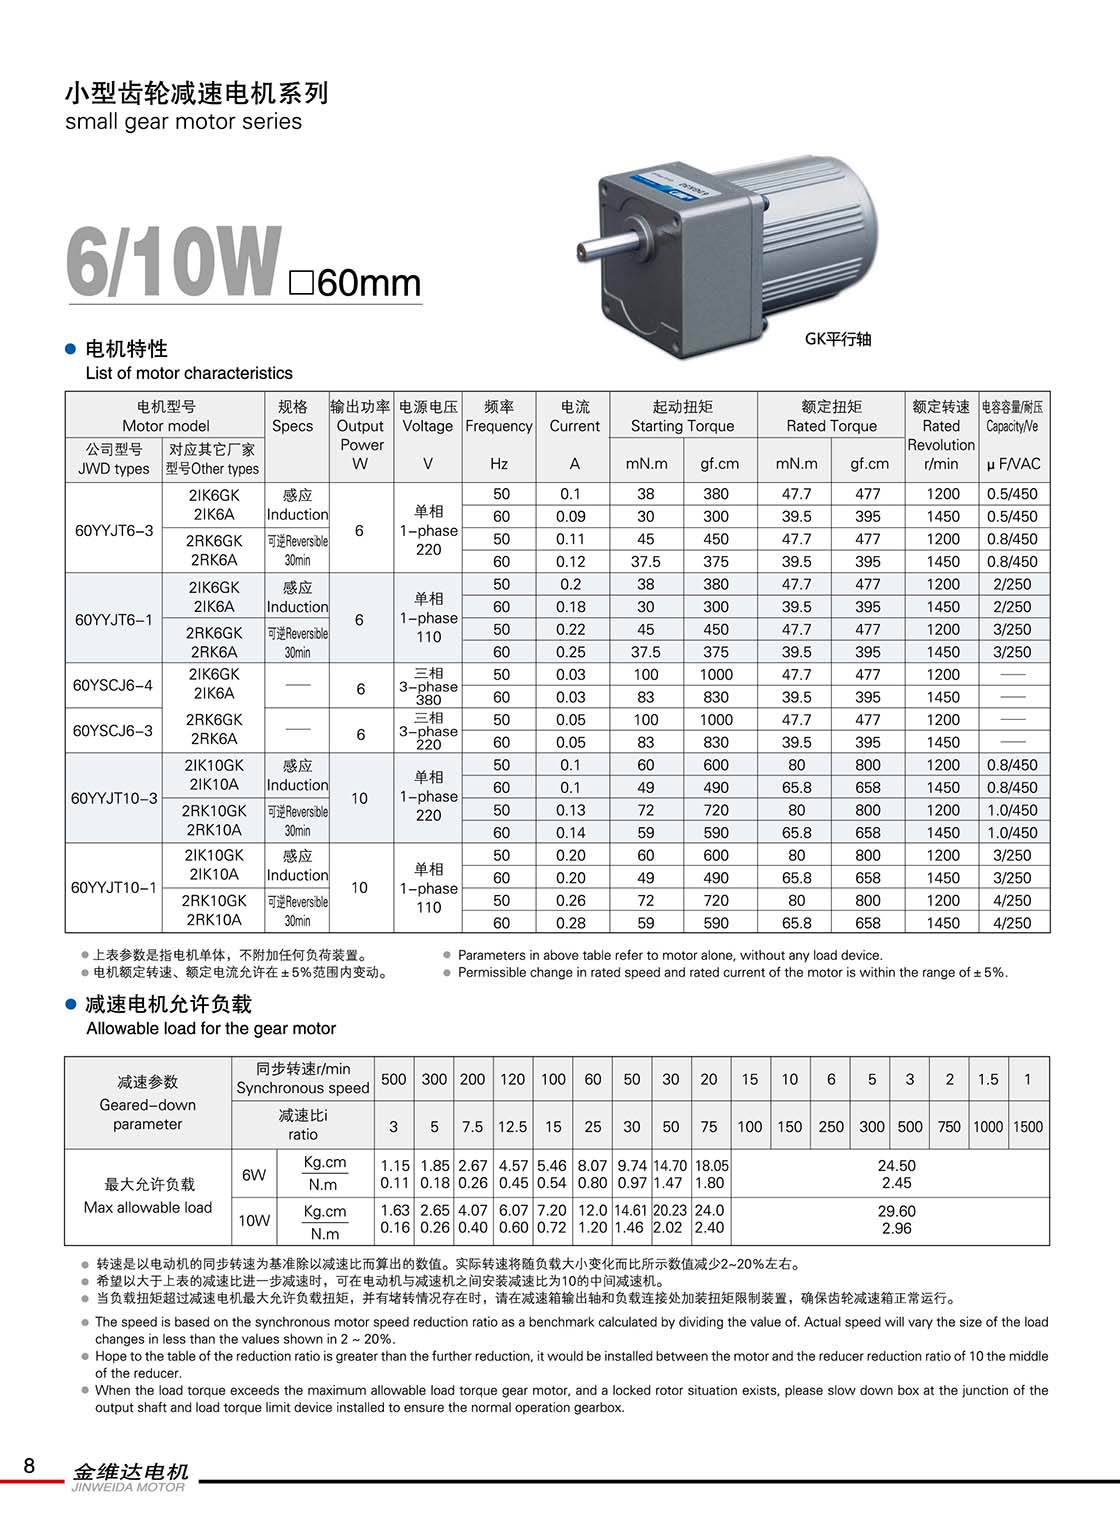 小型齿轮减速电机系列
small gear motor series
6/10W □60mm
GK平行轴
电机特性
List of motor characteristics
电机型号 规格 输出功率 电源电压 频率 电流 起动扭矩 额定扭矩 额定转速 电容容量/耐压
Motor model Specs Output Power W Voltage V Frequency Hz Current A Starting Torque Rated Torque Rated Revolution r/min Capacity/Ve μF/VAC
公司型号 JWD types 对应其它厂家型号Other types mN.m gf.cm mN.m gf.cm
60YYJT6-3 2IK6GK 2IK6A 感应 Induction 6 单相 1-phase 220 50 0.1 38 380 47.7 477 1200 0.5/450
60 0.09 30 300 39.5 395 1450 0.5/450
2RK6GK 2RK6A 可逆Reversible 30min 50 0.11 45 450 47.7 477 1200 0.8/450
60 0.12 37.5 375 39.5 395 1450 0.8/450
60YYJT6-1 2IK6GK 2IK6A 感应 Induction 6 单相 1-phase 110 50 0.2 38 380 47.7 477 1200 2/250
60 0.18 30 300 39.5 395 1450 2/250
2RK6GK 2RK6A 可逆Reversible 30min 50 0.22 45 450 47.7 477 1200 3/250
60 0.25 37.5 375 39.5 395 1450 3/250
60YSCJ6-4 2IK6GK 2IK6A —— 6 三相 3-phase 380 50 0.03 100 1000 47.7 477 1200 ——
60 0.03 83 830 39.5 395 1450 ——
60YSCJ6-3 2RK6GK 2RK6A —— 6 三相 3-phase 220 50 0.05 100 1000 47.7 477 1200 ——
60 0.05 83 830 39.5 395 1450 ——
60YYJT10-3 2IK10GK 2IK10A 感应 Induction 10 单相 1-phase 220 50 0.1 60 600 80 800 1200 0.8/450
60 0.1 49 490 65.8 658 1450 0.8/450
2RK10GK 2RK10A 可逆Reversible 30min 50 0.13 72 720 80 800 1200 1.0/450
60 0.14 59 590 65.8 658 1450 1.0/450
60YYJT10-1 2IK10GK 2IK10A 感应 Induction 10 单相 1-phase 110 50 0.20 60 600 80 800 1200 3/250
60 0.20 49 490 65.8 658 1450 3/250
2RK10GK 2RK10A 可逆Reversible 30min 50 0.26 72 720 80 800 1200 4/250
60 0.28 59 590 65.8 658 1450 4/250
上表参数是指电机单体，不附加任何负荷装置。
电机额定转速、额定电流允许在±5%范围内变动。
Parameters in above table refer to motor alone, without any load device.
Permissible change in rated speed and rated current of the motor is within the range of ±5%.
减速电机允许负载
Allowable load for the gear motor
减速参数 Geared-down parameter 同步转速r/min Synchronous speed 500 300 200 120 100 60 50 30 20 15 10 6 5 3 2 1.5 1
减速比i ratio 3 5 7.5 12.5 15 25 30 50 75 100 150 250 300 500 750 1000 1500
最大允许负载 Max allowable load 6W Kg.cm 1.15 1.85 2.67 4.57 5.46 8.07 9.74 14.70 18.05 24.50
N.m 0.11 0.18 0.26 0.45 0.54 0.80 0.97 1.47 1.80 2.45
10W Kg.cm 1.63 2.65 4.07 6.07 7.20 12.0 14.61 20.23 24.0 29.60
N.m 0.16 0.26 0.40 0.60 0.72 1.20 1.46 2.02 2.40 2.96
转速是以电动机的同步转速为基准除以减速比而算出的数值。实际转速将随负载大小变化而比所示数值减少2~20%左右。
希望以大于上表的减速比进一步减速时，可在电动机与减速机之间安装减速比为10的中间减速机。
当负载扭矩超过减速电机最大允许负载扭矩，并有堵转情况存在时，请在减速箱输出轴和负载连接处加装扭矩限制装置，确保齿轮减速箱正常运行。
The speed is based on the synchronous motor speed reduction ratio as a benchmark calculated by dividing the value of. Actual speed will vary the size of the load
changes in less than the values shown in 2 ~ 20%.
Hope to the table of the reduction ratio is greater than the further reduction, it would be installed between the motor and the reducer reduction ratio of 10 the middle
of the reducer.
When the load torque exceeds the maximum allowable load torque gear motor, and a locked rotor situation exists, please slow down box at the junction of the
output shaft and load torque limit device installed to ensure the normal operation gearbox.
8 金维达电机
JINWEIDA MOTOR